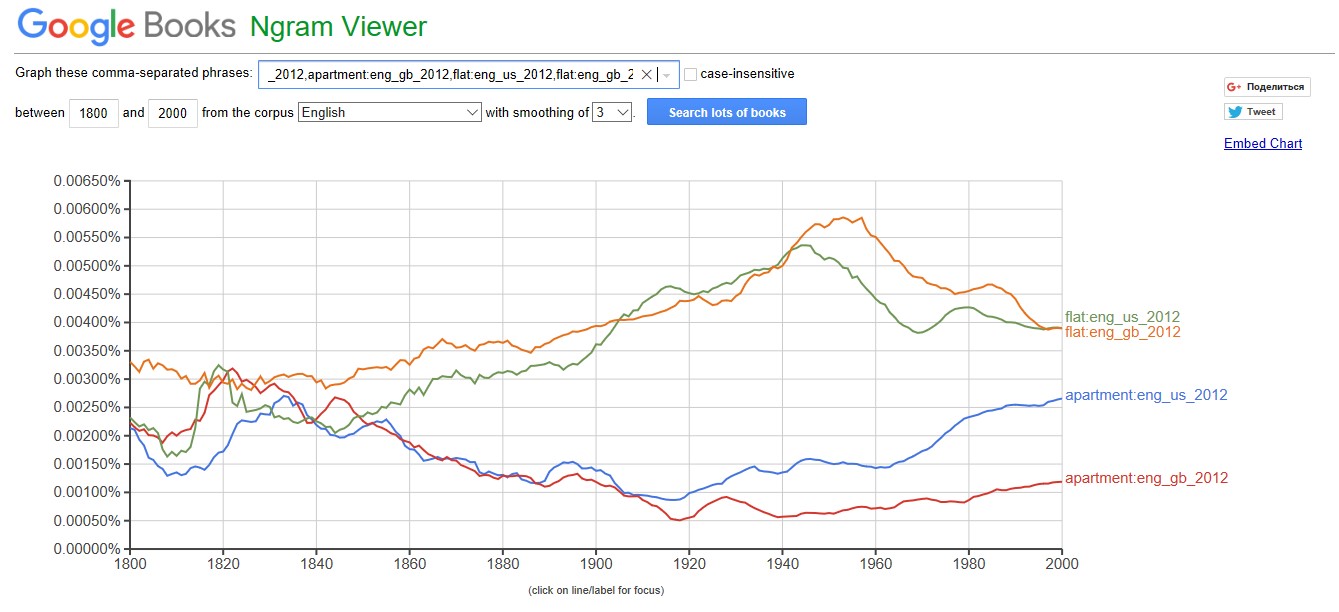 Google Books Ngram Viewer
Graph these comma-separated phrases: _2012,apartment:eng_gb_2012,flat:eng_us_2012,flat:eng_gb_2 case-insensitive
between 1800 and 2000 from the corpus English with smoothing of 3. Search lots of books
G+ Поделиться
Tweet
Embed Chart
0.00650%
0.00600%
0.00550%
0.00500%
0.00450%
0.00400%
0.00350%
0.00300%
0.00250%
0.00200%
0.00150%
0.00100%
0.00050%
0.00000%
flat:eng_us_2012
flat:eng_gb_2012
apartment:eng_us_2012
apartment:eng_gb_2012
1800 1820 1840 1860 1880 1900 1920 1940 1960 1980 2000
(click on line/label for focus)